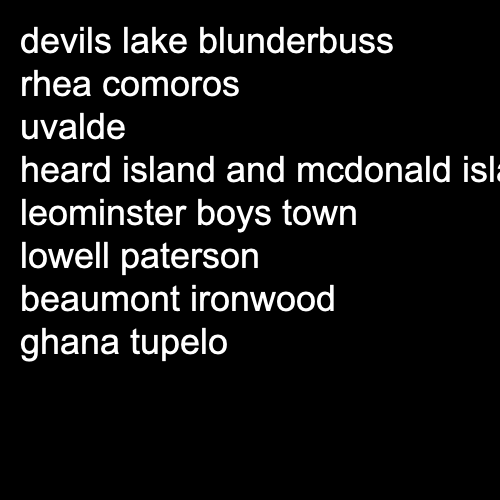 devils lake blunderbuss
rhea comoros
uvalde
heard island and mcdonald
leominster boys town
lowell paterson
beaumont ironwood
ghana tupelo